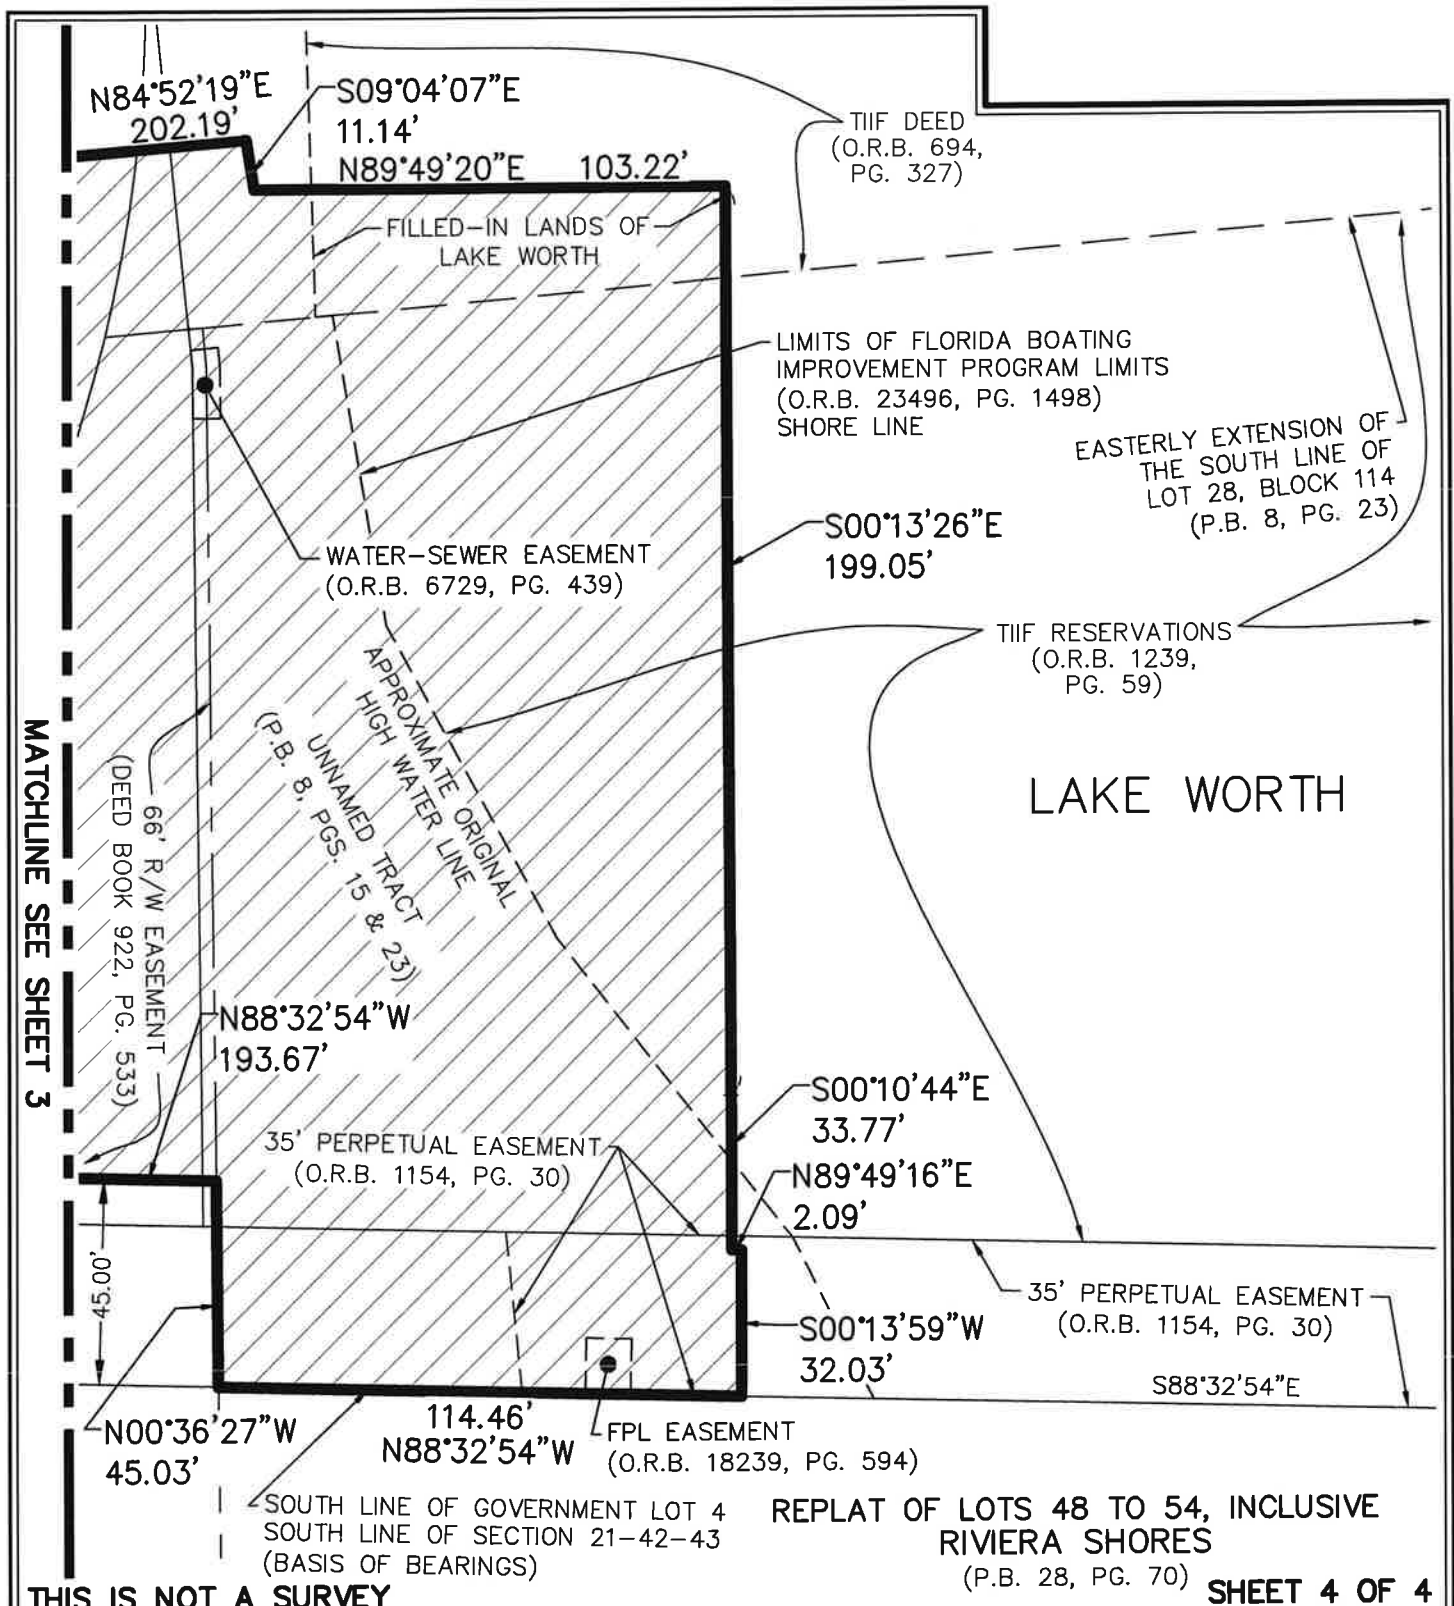 N84°52'19"E
202.19'
S09°04'07"E
11.14'
N89°49'20"E 103.22'
TIIF DEED
(O.R.B. 694,
PG. 327)
FILLED-IN LANDS OF
LAKE WORTH
LIMITS OF FLORIDA BOATING
IMPROVEMENT PROGRAM LIMITS
(O.R.B. 23496, PG. 1498)
SHORE LINE
EASTERLY EXTENSION OF
THE SOUTH LINE OF
LOT 28, BLOCK 114
(P.B. 8, PG. 23)
S00°13'26"E
199.05'
WATER-SEWER EASEMENT
(O.R.B. 6729, PG. 439)
TIIF RESERVATIONS
(O.R.B. 1239,
PG. 59)
APPROXIMATE ORIGINAL
HIGH WATER LINE
UNNAMED TRACT
(P.B. 8, PGS. 15 & 23)
LAKE WORTH
MATCHLINE SEE SHEET 3
66' R/W EASEMENT
(DEED BOOK 922, PG. 533)
N88°32'54"W
193.67'
S00°10'44"E
33.77'
35' PERPETUAL EASEMENT
(O.R.B. 1154, PG. 30)
N89°49'16"E
2.09'
45.00'
35' PERPETUAL EASEMENT
(O.R.B. 1154, PG. 30)
S00°13'59"W
32.03'
S88°32'54"E
N00°36'27"W
45.03'
114.46'
N88°32'54"W
FPL EASEMENT
(O.R.B. 18239, PG. 594)
SOUTH LINE OF GOVERNMENT LOT 4
SOUTH LINE OF SECTION 21-42-43
(BASIS OF BEARINGS)
REPLAT OF LOTS 48 TO 54, INCLUSIVE
RIVIERA SHORES
(P.B. 28, PG. 70)
THIS IS NOT A SURVEY
SHEET 4 OF 4